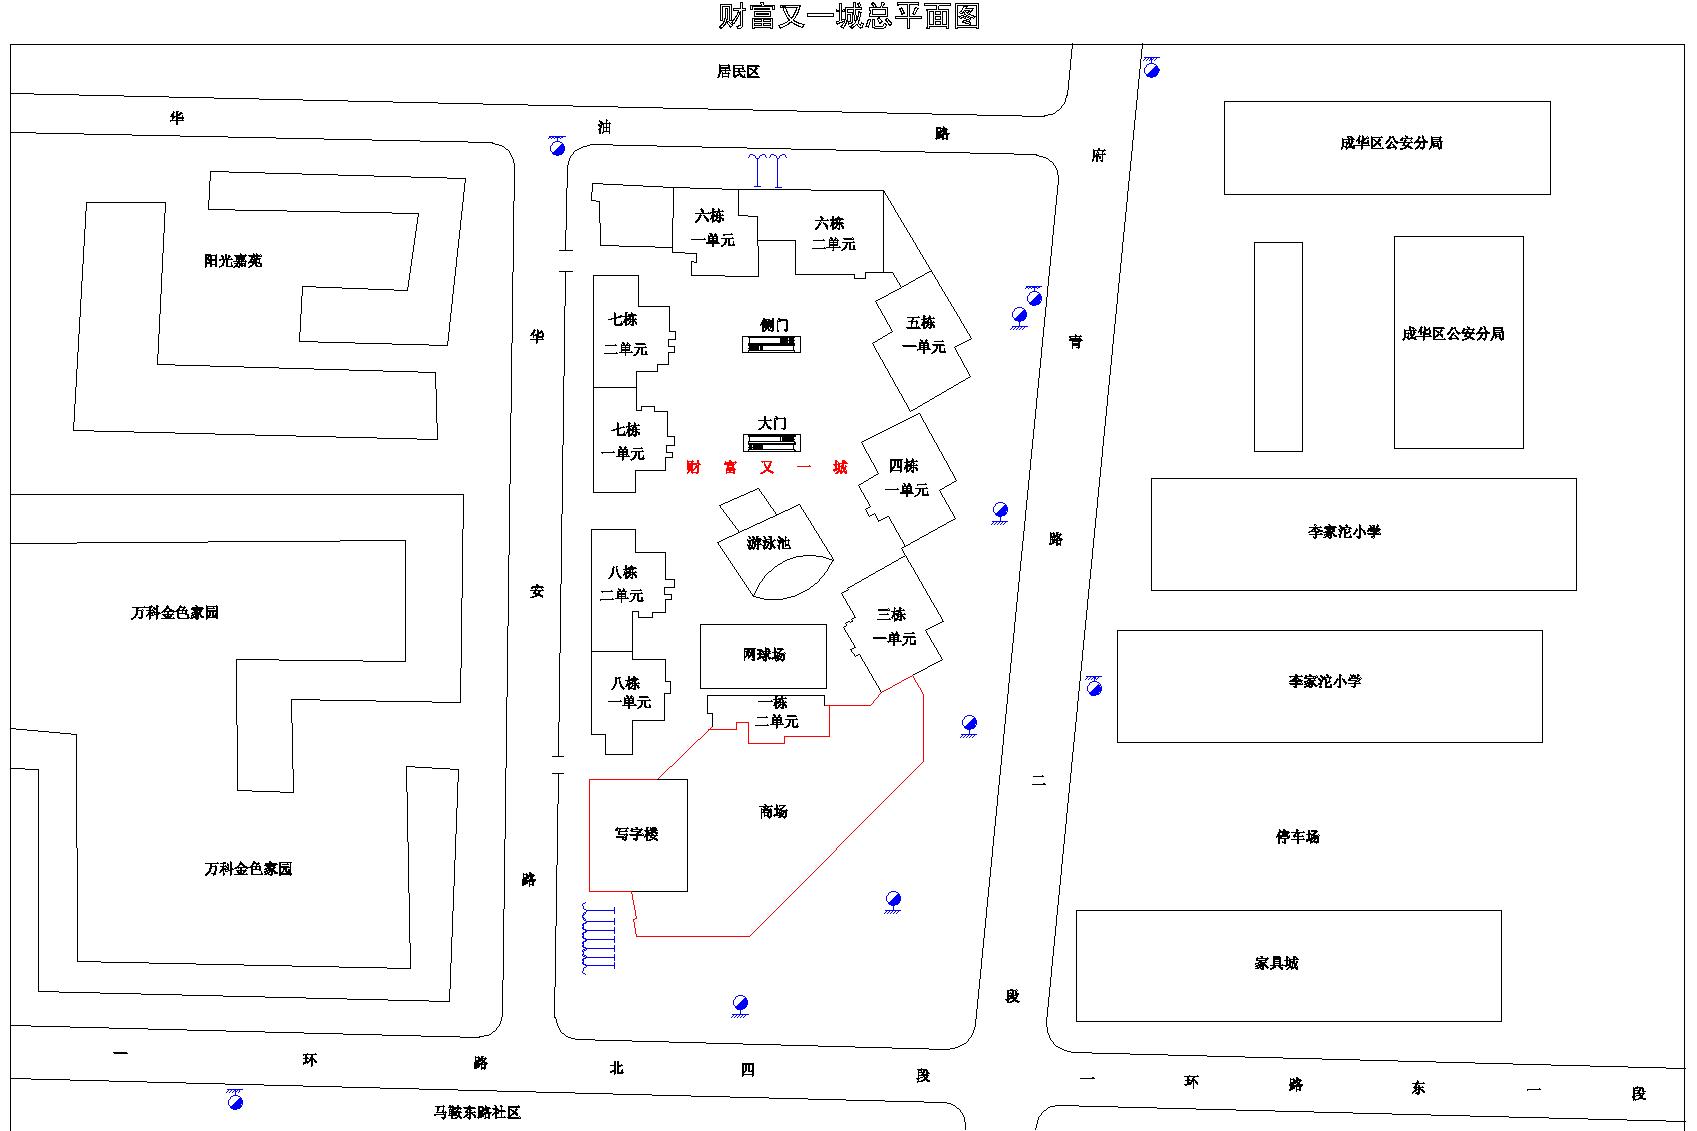 财富又一城总平面图
居民区
华油路
府青路二段
成华区公安分局
阳光嘉苑
六栋
一单元
六栋
二单元
七栋
二单元
侧门
五栋
一单元
华安路
成华区公安分局
七栋
一单元
大门
财富又一城
四栋
一单元
李家沱小学
游泳池
八栋
二单元
万科金色家园
三栋
一单元
网球场
李家沱小学
八栋
一单元
一栋
二单元
商场
写字楼
停车场
万科金色家园
家具城
一环路北四段
一环路东一段
马鞍东路社区